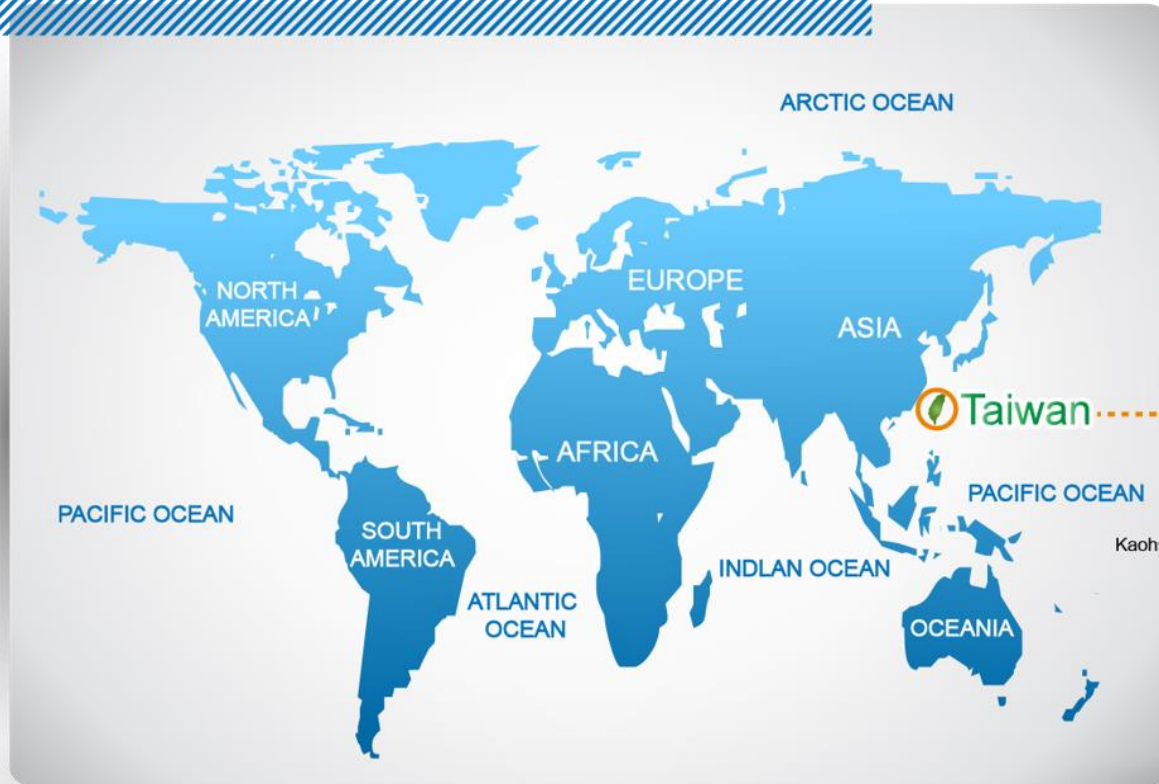 ARCTIC OCEAN
NORTH
AMERICA
EUROPE
ASIA
Taiwan
AFRICA
PACIFIC OCEAN
PACIFIC OCEAN
SOUTH
AMERICA
Kaohs
INDLAN OCEAN
ATLANTIC
OCEAN
OCEANIA